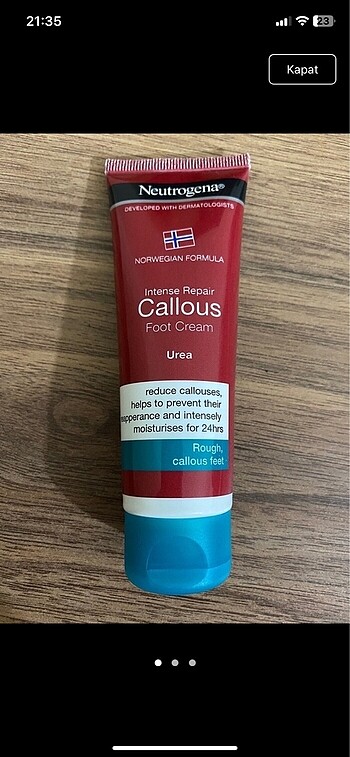 21:35
23
Kapat
Neutrogena®
DEVELOPED WITH DERMATOLOGISTS
NORWEGIAN FORMULA
Intense Repair
Callous
Foot Cream
Urea
reduce callouses,
helps to prevent their
apperance and intensely
moisturises for 24hrs
Rough,
callous feet